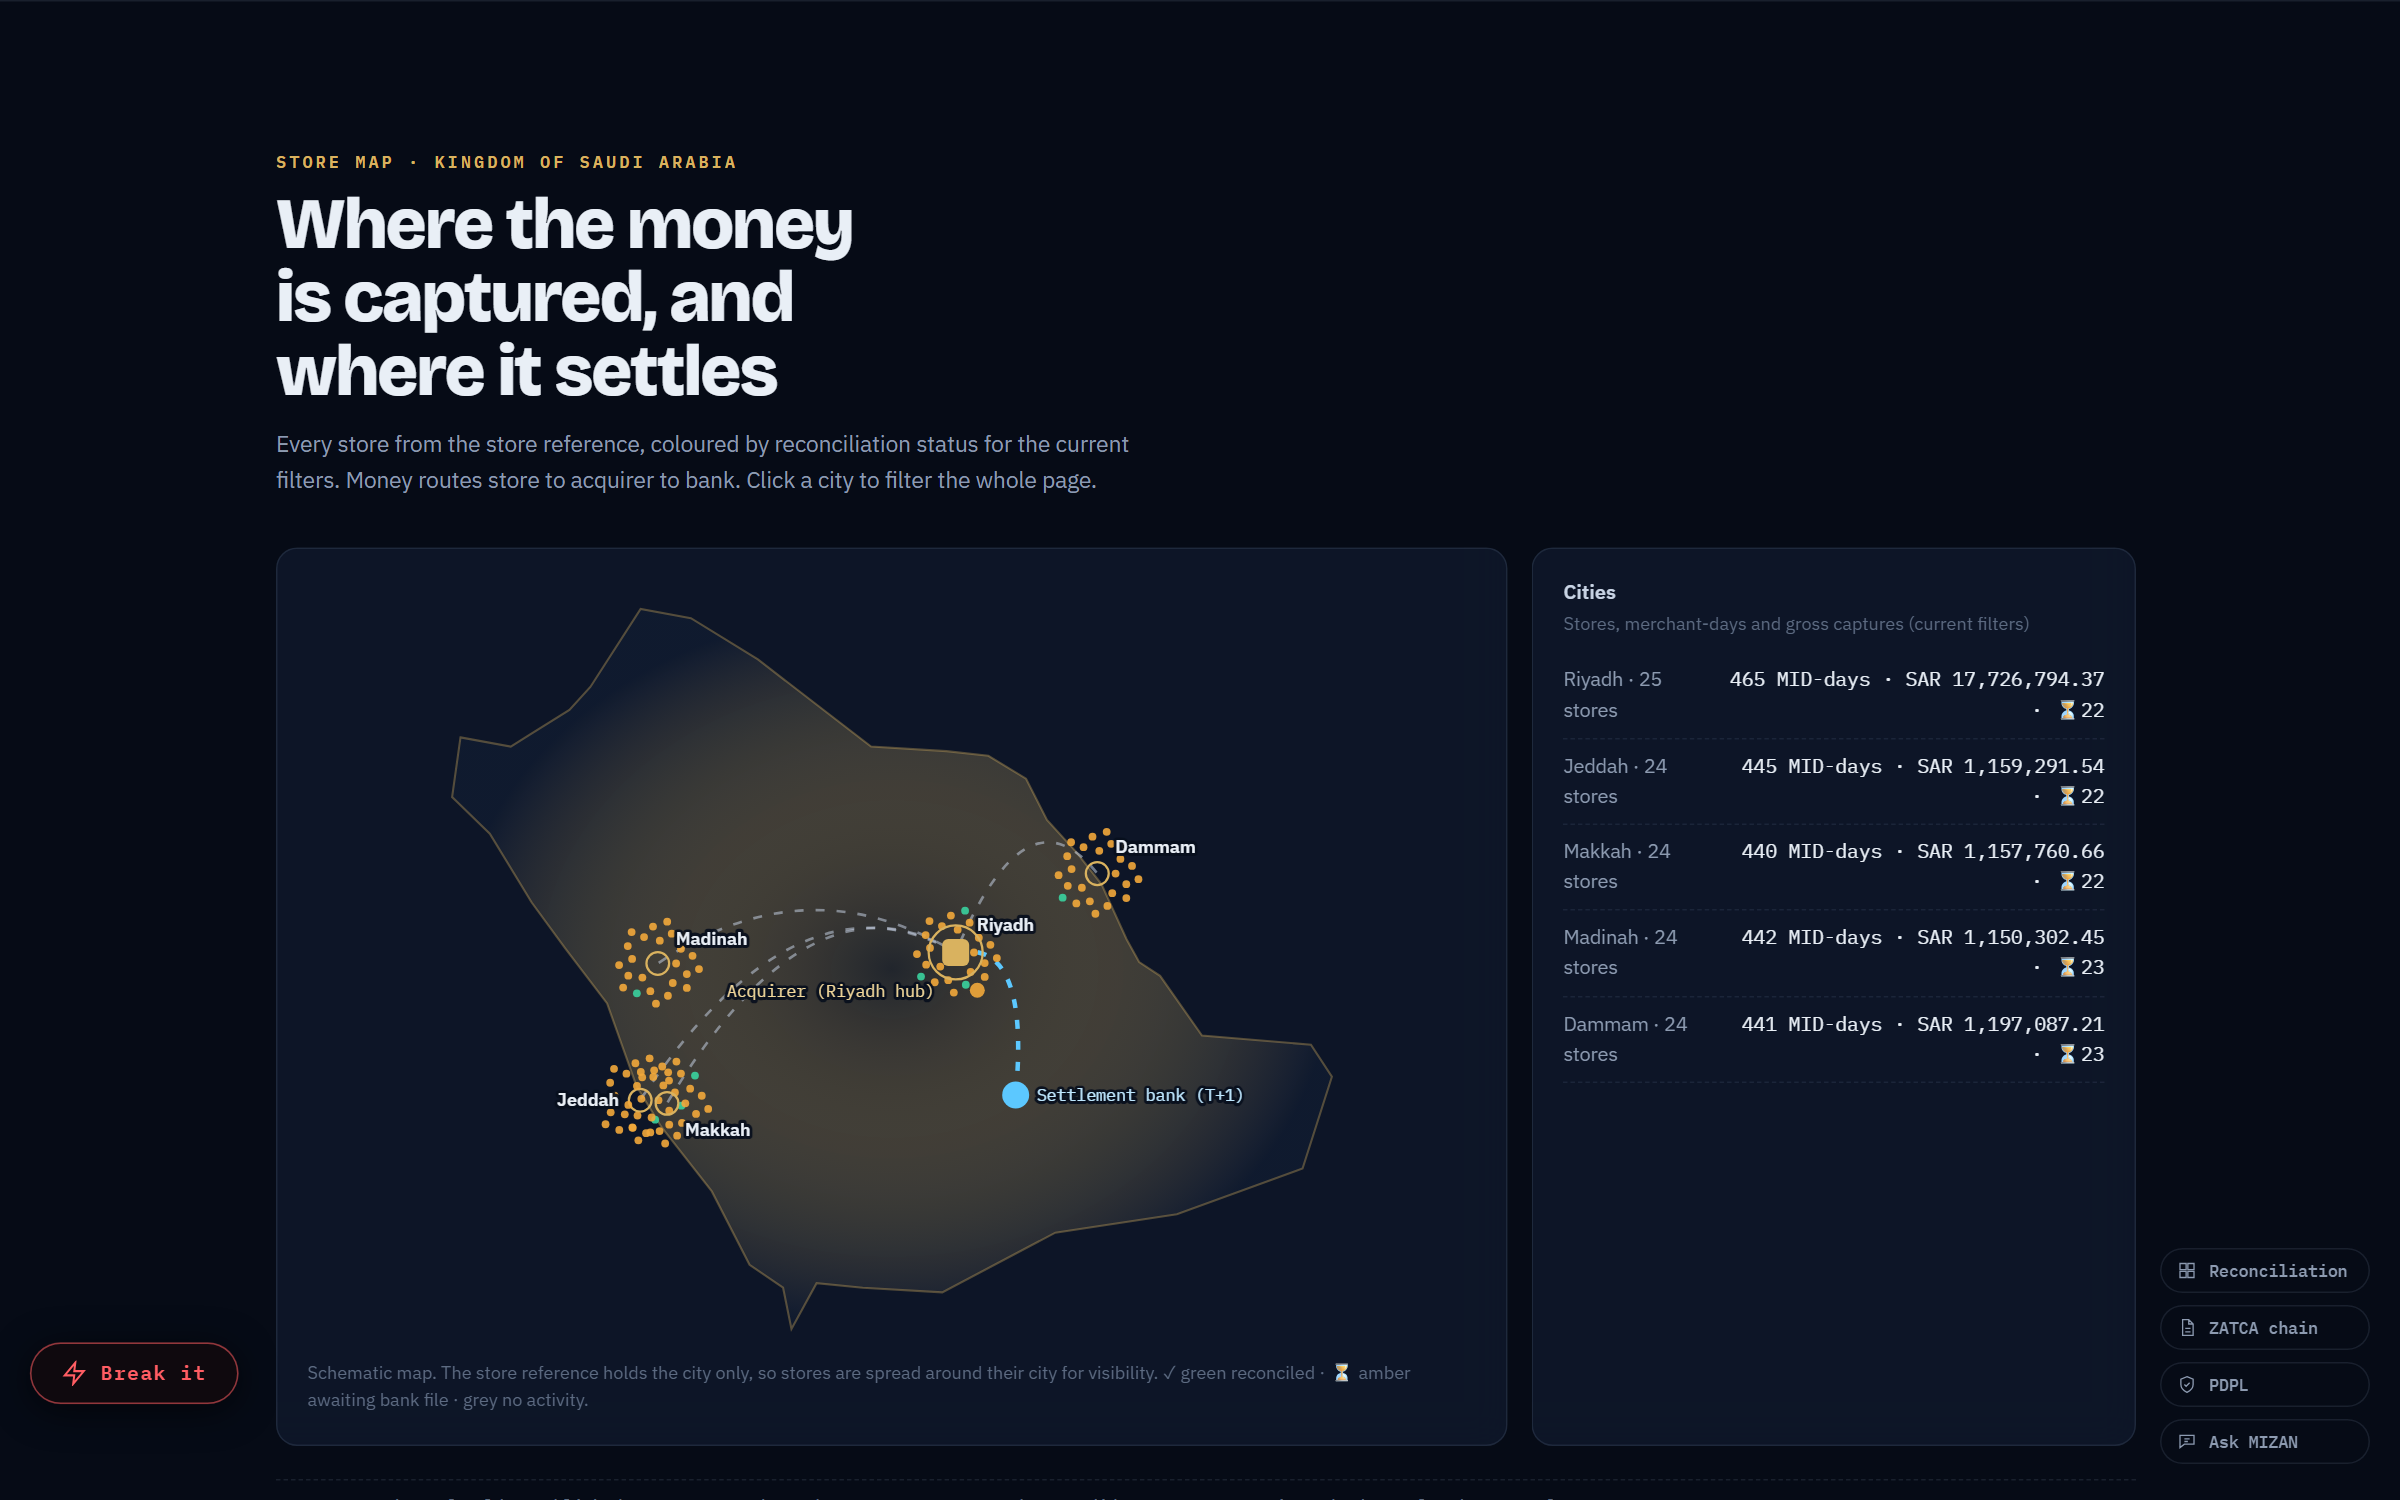 STORE MAP · KINGDOM OF SAUDI ARABIA
Where the money
is captured, and
where it settles
Every store from the store reference, coloured by reconciliation status for the current
filters. Money routes store to acquirer to bank. Click a city to filter the whole page.
Dammam
Riyadh
Madinah
Acquirer (Riyadh hub)
Jeddah
Makkah
Settlement bank (T+1)
Schematic map. The store reference holds the city only, so stores are spread around their city for visibility. ✓ green reconciled · ⏳ amber
awaiting bank file · grey no activity.
Cities
Stores, merchant-days and gross captures (current filters)
Riyadh · 25 stores
465 MID-days · SAR 17,726,794.37
· ⏳22
Jeddah · 24 stores
445 MID-days · SAR 1,159,291.54
· ⏳22
Makkah · 24 stores
440 MID-days · SAR 1,157,760.66
· ⏳22
Madinah · 24 stores
442 MID-days · SAR 1,150,302.45
· ⏳23
Dammam · 24 stores
441 MID-days · SAR 1,197,087.21
· ⏳23
Break it
Reconciliation
ZATCA chain
PDPL
Ask MIZAN